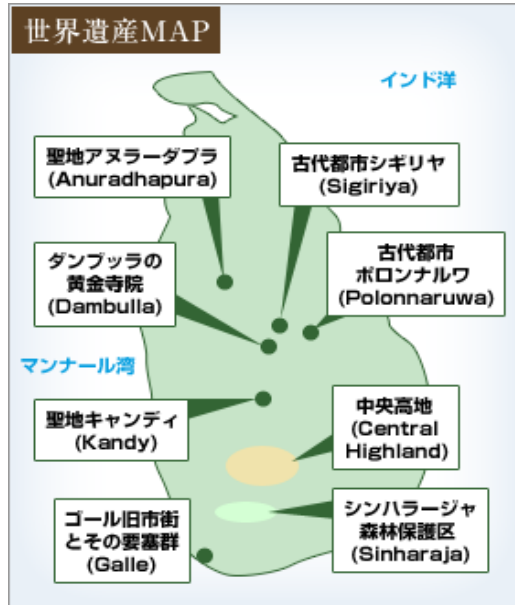 世界遺産MAP
インド洋
聖地アヌラーダプラ
(Anuradhapura)
古代都市シギリヤ
(Sigiriya)
ダンブッラの
黄金寺院
(Dambulla)
古代都市
ポロンナルワ
(Polonnaruwa)
マンナール湾
聖地キャンディ
(Kandy)
中央高地
(Central
Highland)
ゴール旧市街
とその要塞群
(Galle)
シンハラージャ
森林保護区
(Sinharaja)